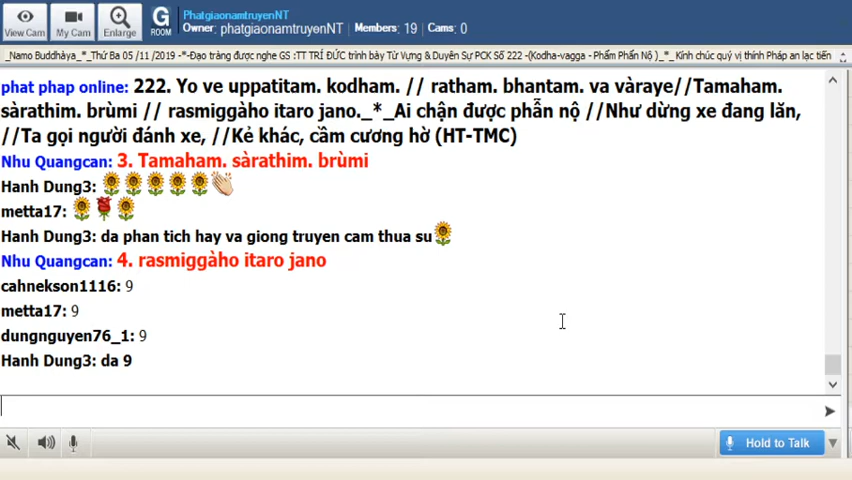 View Cam
My Cam
Enlarge
G
ROOM
PhatgiaonamtruyenNT
Owner: phatgiaonamtruyenNT Members: 19 Cams: 0
_Namo Buddhàya_*_Thứ Ba 05 /11 /2019 -*-Đạo tràng được nghe GS :TT TRÍ ĐỨC trình bày Từ Vựng & Duyên Sự PCK Số 222 -(Kodha-vagga - Phẩm Phẫn Nộ )_*_ Kính chúc quý vị thính Pháp an lạc tiến
phat phap online: 222. Yo ve uppatitam. kodham. // ratham. bhantam. va vàraye//Tamaham.
sàrathim. brùmi // rasmiggàho itaro jano._*_Ai chận được phẫn nộ //Như dừng xe đang lăn,
//Ta gọi người đánh xe, //Kẻ khác, cầm cương hờ (HT-TMC)
Nhu Quangcan: 3. Tamaham. sàrathim. brùmi
Hanh Dung3:
metta17:
Hanh Dung3: da phan tich hay va giong truyen cam thua su
Nhu Quangcan: 4. rasmiggàho itaro jano
cahnekson1116: 9
metta17: 9
dungnguyen76_1: 9
Hanh Dung3: da 9
Hold to Talk